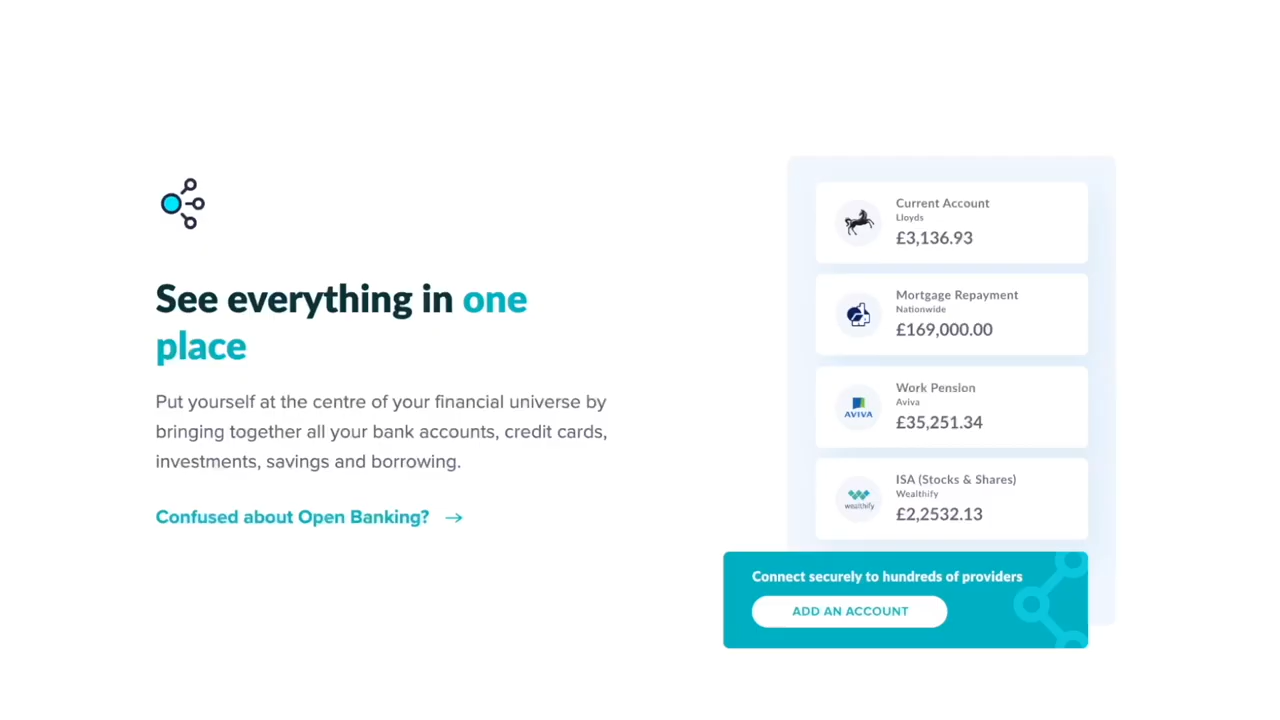 See everything in one
place
Put yourself at the centre of your financial universe by
bringing together all your bank accounts, credit cards,
investments, savings and borrowing.
Confused about Open Banking? →
Current Account
Lloyds
£3,136.93
Mortgage Repayment
Nationwide
£169,000.00
AVIVA
Work Pension
Aviva
£35,251.34
wealthify
ISA (Stocks & Shares)
Wealthify
£2,2532.13
Connect securely to hundreds of providers
ADD AN ACCOUNT